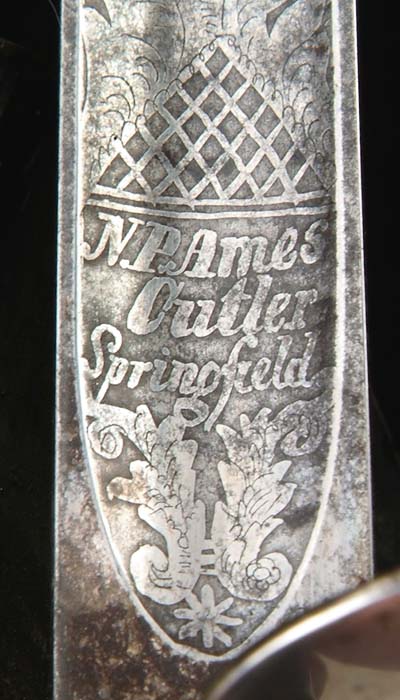 N.P. Ames
Cutler
Springfield